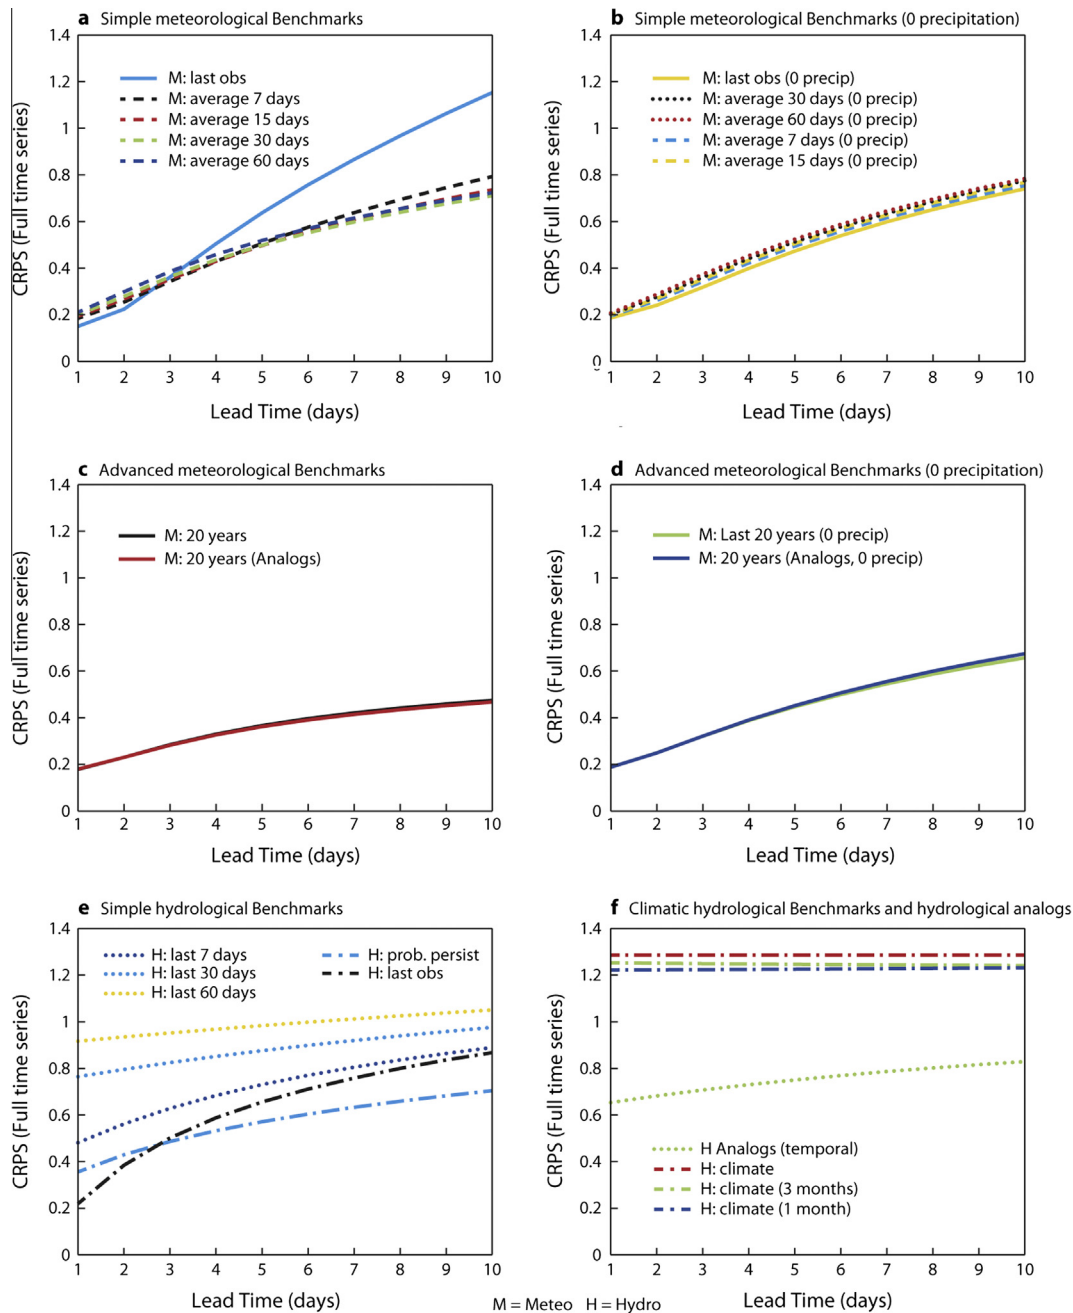 a Simple meteorological Benchmarks
1.4
1.2
1
0.8
0.6
0.4
0.2
0
CRPS (Full time series)
M: last obs
M: average 7 days
M: average 15 days
M: average 30 days
M: average 60 days
1 2 3 4 5 6 7 8 9 10
Lead Time (days)
b Simple meteorological Benchmarks (0 precipitation)
1.4
1.2
1
0.8
0.6
0.4
0.2
0
CRPS (Full time series)
M: last obs (0 precip)
M: average 30 days (0 precip)
M: average 60 days (0 precip)
M: average 7 days (0 precip)
M: average 15 days (0 precip)
1 2 3 4 5 6 7 8 9 10
Lead Time (days)
c Advanced meteorological Benchmarks
1.4
1.2
1
0.8
0.6
0.4
0.2
0
CRPS (Full time series)
M: 20 years
M: 20 years (Analogs)
1 2 3 4 5 6 7 8 9 10
Lead Time (days)
d Advanced meteorological Benchmarks (0 precipitation)
1.4
1.2
1
0.8
0.6
0.4
0.2
0
CRPS (Full time series)
M: Last 20 years (0 precip)
M: 20 years (Analogs, 0 precip)
1 2 3 4 5 6 7 8 9 10
Lead Time (days)
e Simple hydrological Benchmarks
1.4
1.2
1
0.8
0.6
0.4
0.2
0
CRPS (Full time series)
H: last 7 days
H: last 30 days
H: last 60 days
H: prob. persist
H: last obs
1 2 3 4 5 6 7 8 9 10
Lead Time (days)
f Climatic hydrological Benchmarks and hydrological analogs
1.4
1.2
1
0.8
0.6
0.4
0.2
0
CRPS (Full time series)
H Analogs (temporal)
H: climate
H: climate (3 months)
H: climate (1 month)
1 2 3 4 5 6 7 8 9 10
Lead Time (days)
M = Meteo H = Hydro